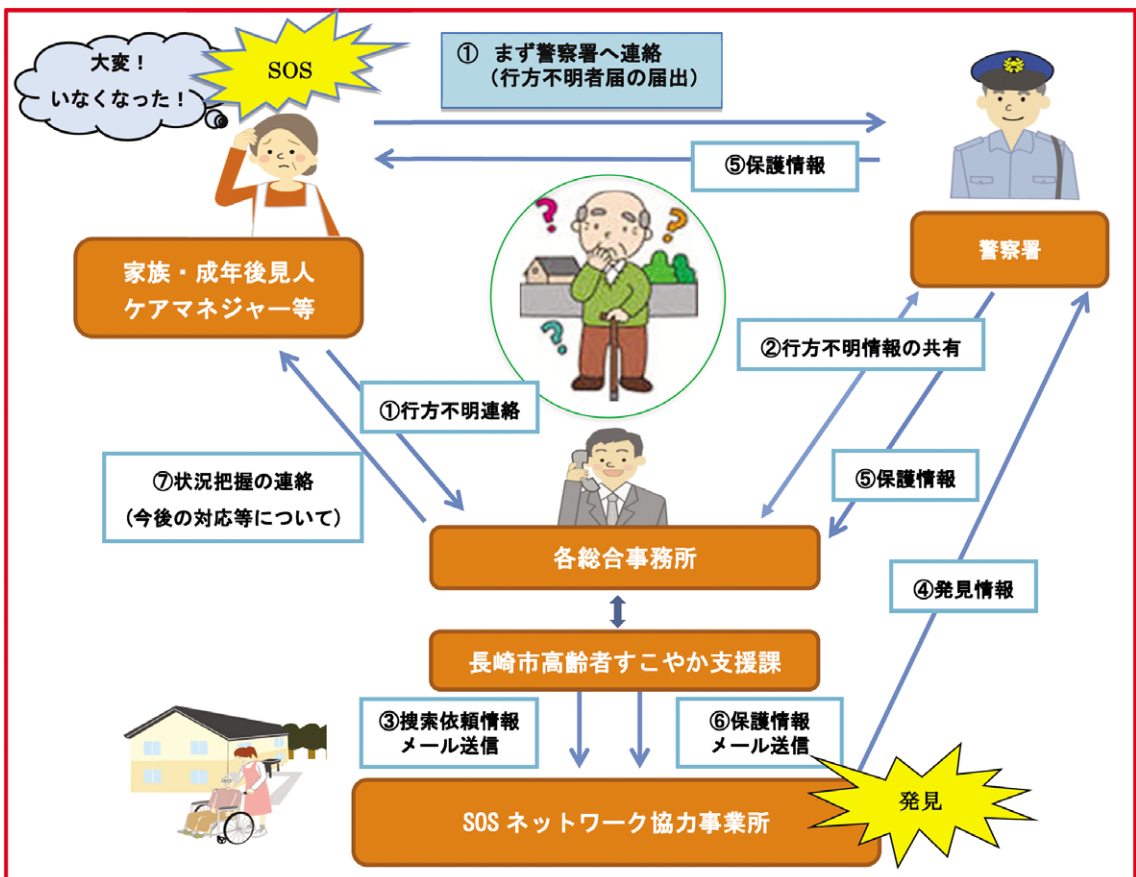 大変！
いなくなった！
SOS
① まず警察署へ連絡
（行方不明者届の届出）
⑤保護情報
家族・成年後見人
ケアマネジャー等
警察署
②行方不明情報の共有
①行方不明連絡
⑦状況把握の連絡
（今後の対応等について）
⑤保護情報
各総合事務所
④発見情報
長崎市高齢者すこやか支援課
③捜索依頼情報
メール送信
⑥保護情報
メール送信
SOS ネットワーク協力事業所
発見